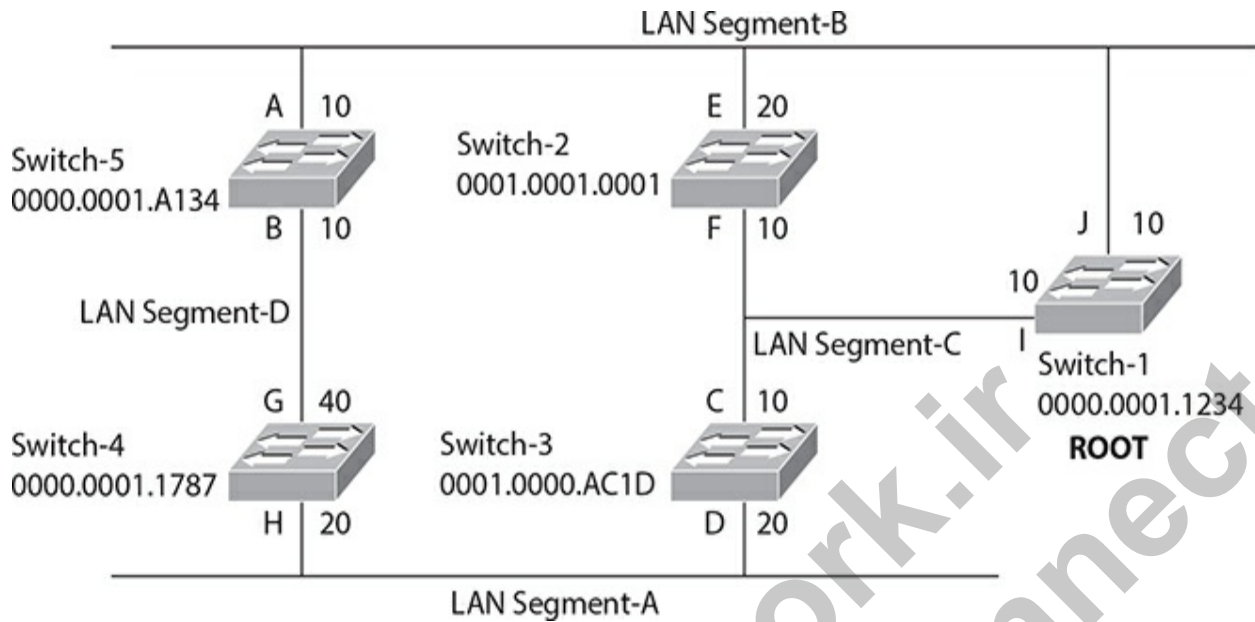 LAN Segment-B
A 10
E 20
Switch-5
0000.0001.A134
Switch-2
0001.0001.0001
B 10
F 10
J 10
10
LAN Segment-D
LAN Segment-C
I
Switch-1
0000.0001.1234
ROOT
G 40
C 10
Switch-4
0000.0001.1787
Switch-3
0001.0000.AC1D
H 20
D 20
LAN Segment-A